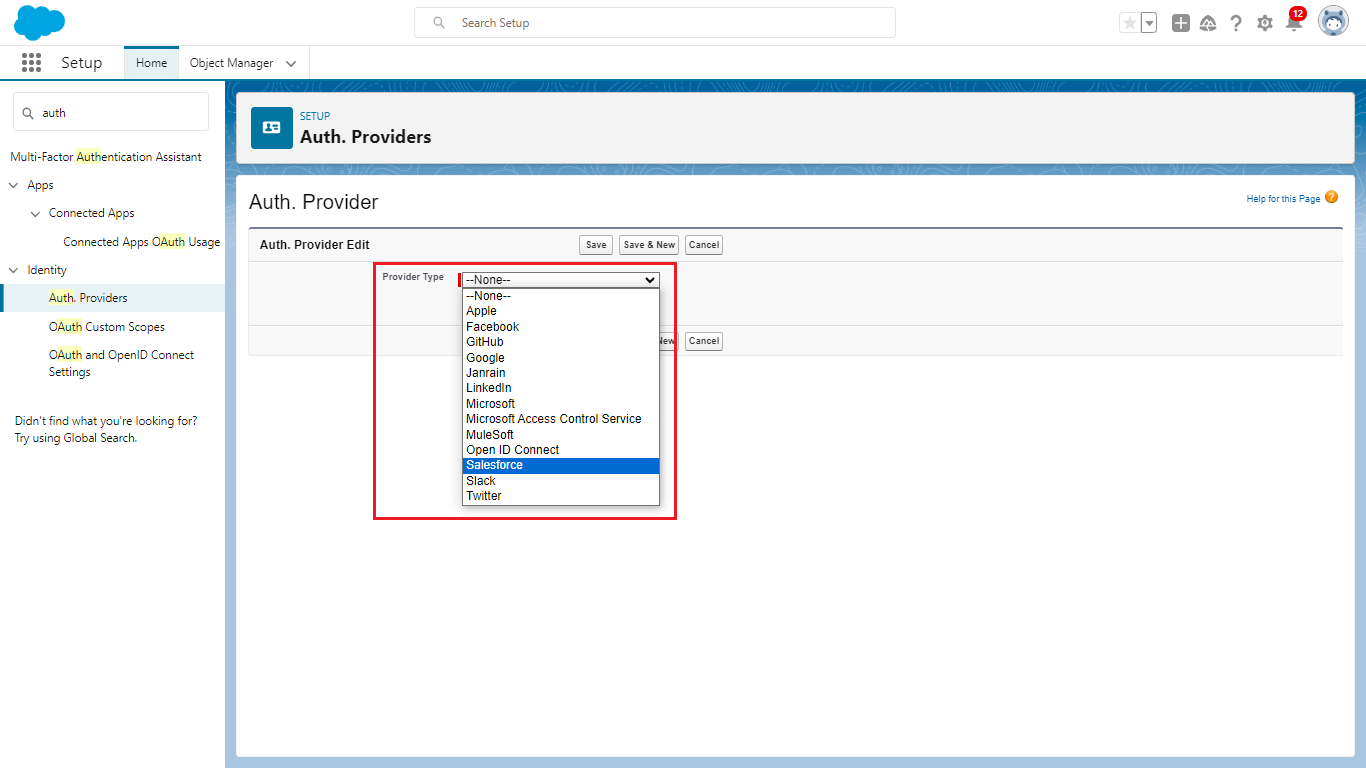 Search Setup
12
Setup
Home
Object Manager
auth
Multi-Factor Authentication Assistant
Apps
Connected Apps
Connected Apps OAuth Usage
Identity
Auth. Providers
OAuth Custom Scopes
OAuth and OpenID Connect
Settings
Didn't find what you're looking for?
Try using Global Search.
SETUP
Auth. Providers
Auth. Provider
Help for this Page ?
Auth. Provider Edit
Save
Save & New
Cancel
Provider Type
--None--
--None--
Apple
Facebook
GitHub
Google
Janrain
LinkedIn
Microsoft
Microsoft Access Control Service
MuleSoft
Open ID Connect
Salesforce
Slack
Twitter
New
Cancel